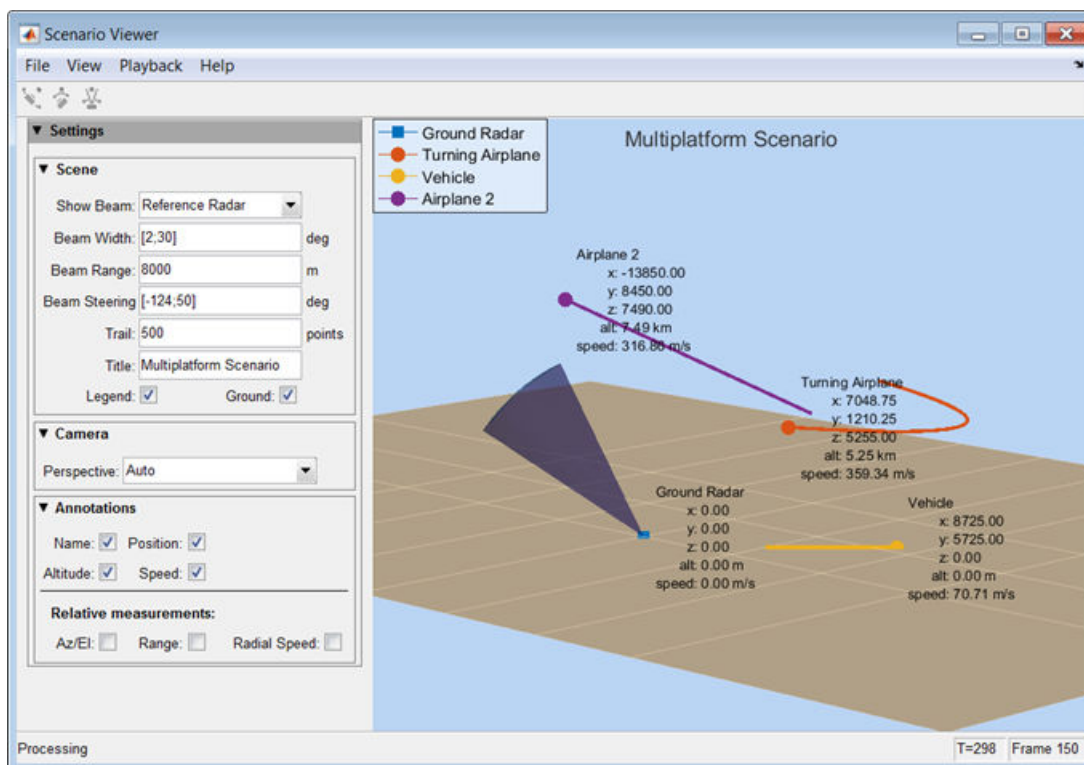 Scenario Viewer
File View Playback Help
Settings
Scene
Show Beam: Reference Radar
Beam Width: [2;30] deg
Beam Range: 8000 m
Beam Steering [-124;50] deg
Trail: 500 points
Title: Multiplatform Scenario
Legend: Ground:
Camera
Perspective: Auto
Annotations
Name: Position:
Altitude: Speed:
Relative measurements:
Az/El: Range: Radial Speed:
Ground Radar
Turning Airplane
Vehicle
Airplane 2
Multiplatform Scenario
Airplane 2
x: -13850.00
y: 8450.00
z: 7490.00
alt: 7.49 km
speed: 316.86 m/s
Turning Airplane
x: 7048.75
y: 1210.25
z: 5255.00
alt: 5.25 km
speed: 359.34 m/s
Ground Radar
x: 0.00
y: 0.00
z: 0.00
alt: 0.00 m
speed: 0.00 m/s
Vehicle
x: 8725.00
y: 5725.00
z: 0.00
alt: 0.00 m
speed: 70.71 m/s
Processing
T=298 Frame 150